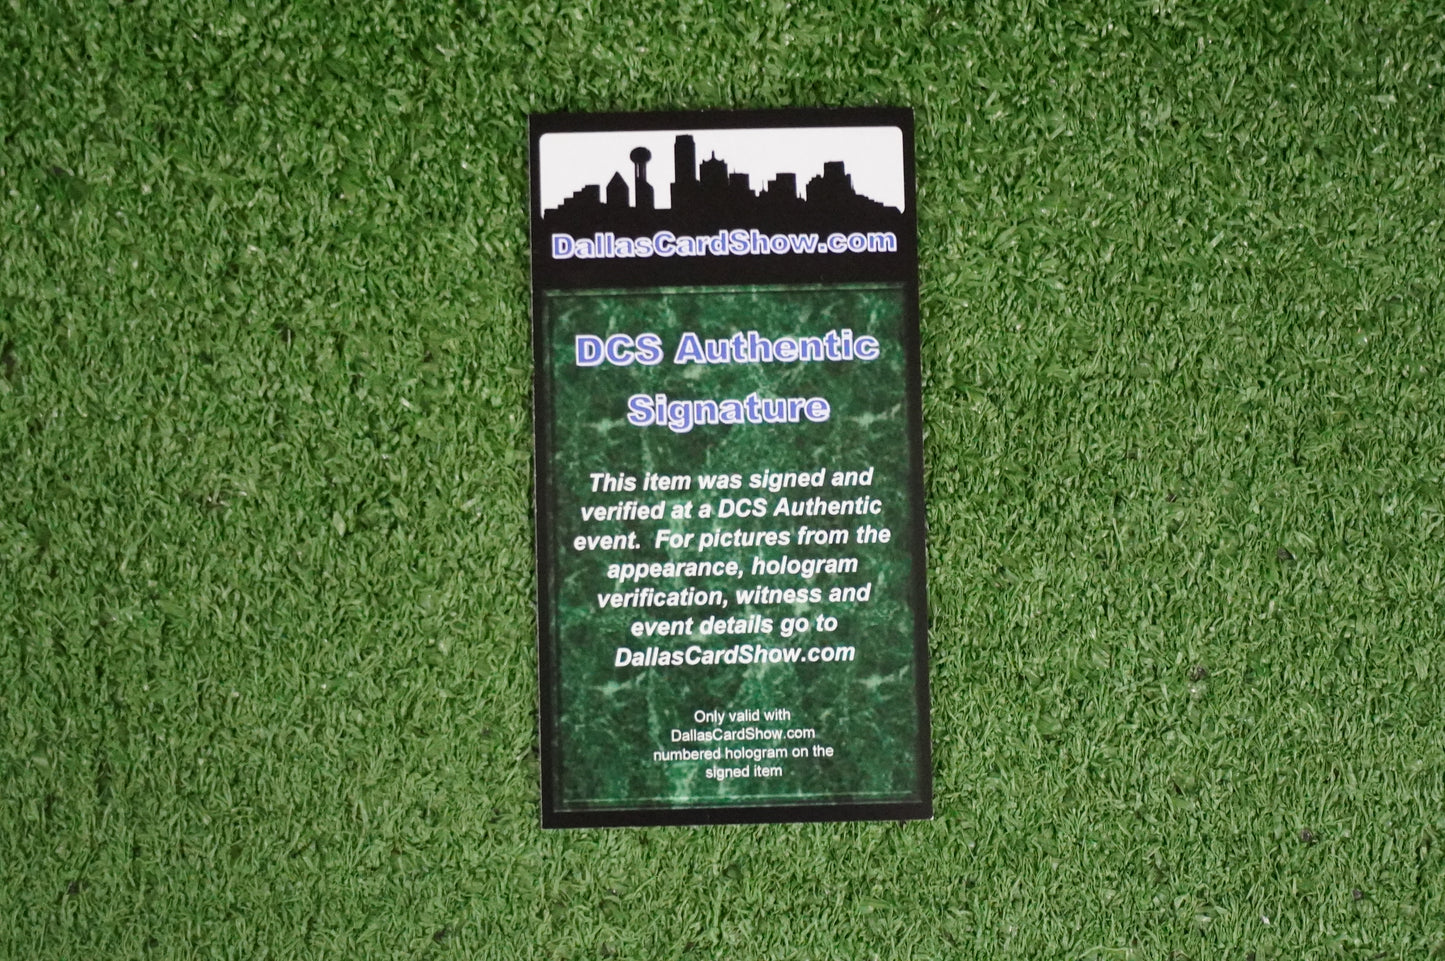 DallasCardShow.com
DCS Authentic
Signature
This item was signed and
verified at a DCS Authentic
event.  For pictures from the
appearance, hologram
verification, witness and
event details go to
DallasCardShow.com
Only valid with
DallasCardShow.com
numbered hologram on the
signed item